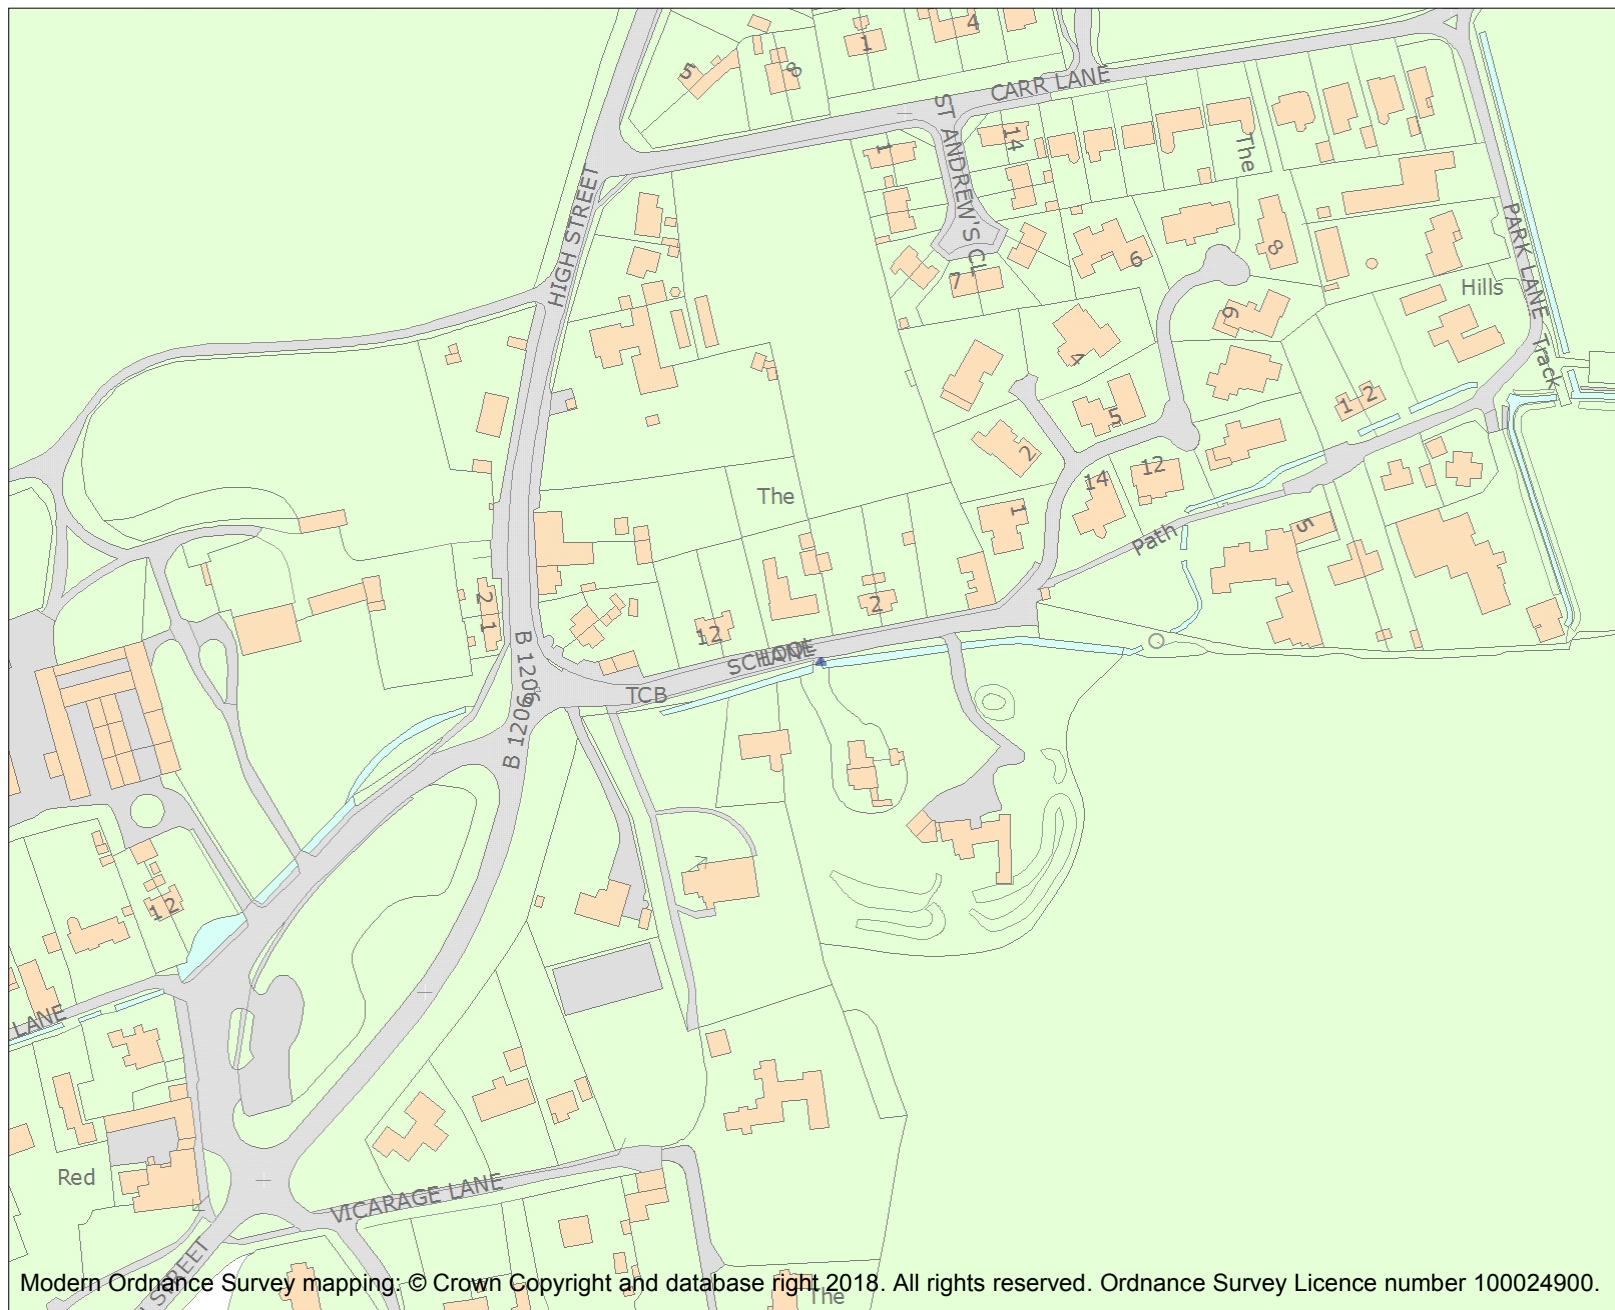 5
8
1
4
CARR LANE
ST ANDREW'S CL
14
1
The
HIGH STREET
PARK LANE
6
8
7
Hills
9
4
Track
5
1 2
2
12
14
The
1
5
Path
2
1
2
12
SCHOOL
LANE
TCB
B 1206
B 1206
1 2
LANE
Red
VICARAGE LANE
STREET
The
Modern Ordnance Survey mapping: © Crown Copyright and database right 2018. All rights reserved. Ordnance Survey Licence number 100024900.